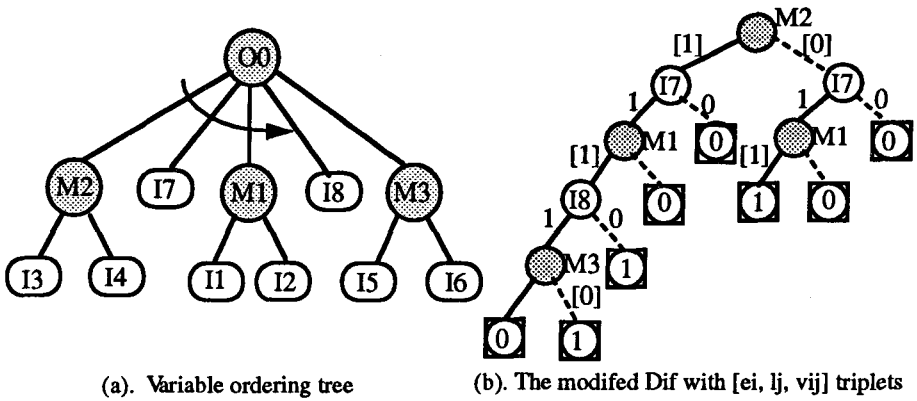 O0
M2
I7
M1
I8
M3
I3
I4
I1
I2
I5
I6
(a). Variable ordering tree
M2
[1]
[0]
I7
I7
1
0
1
0
M1
0
M1
0
[1]
[1]
I8
0
1
0
1
0
M3
1
[0]
0
1
(b). The modifed Dif with [ei, lj, vij] triplets